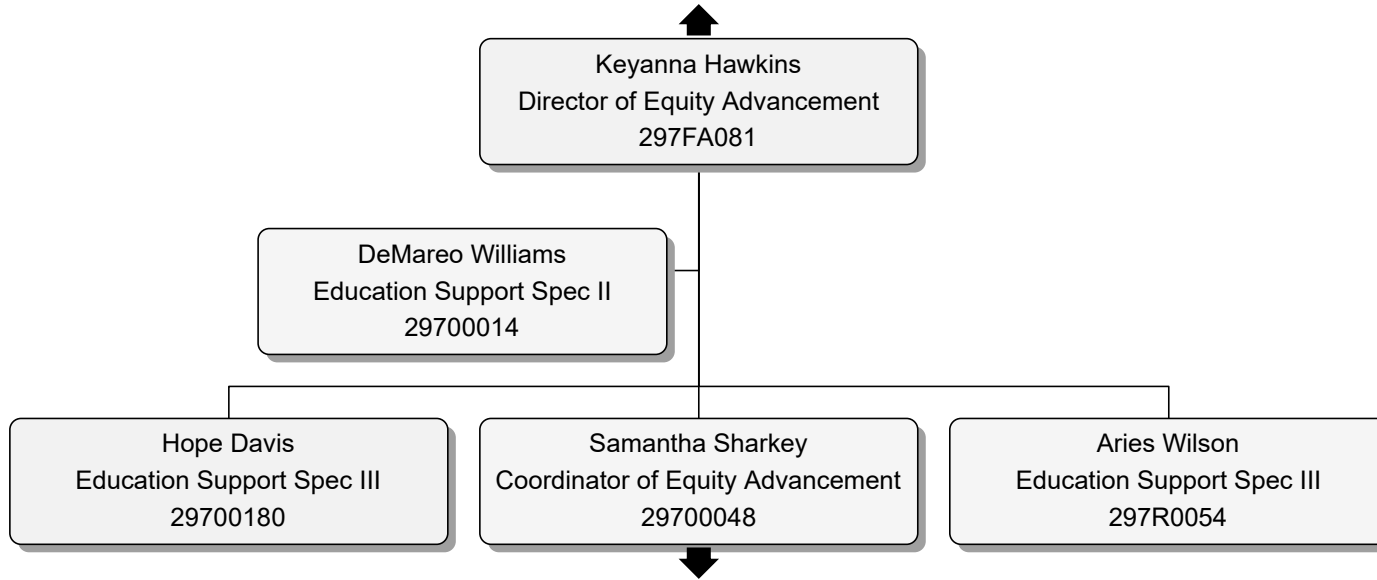 Keyanna Hawkins
Director of Equity Advancement
297FA081
DeMareo Williams
Education Support Spec II
29700014
Hope Davis
Education Support Spec III
29700180
Samantha Sharkey
Coordinator of Equity Advancement
29700048
Aries Wilson
Education Support Spec III
297R0054